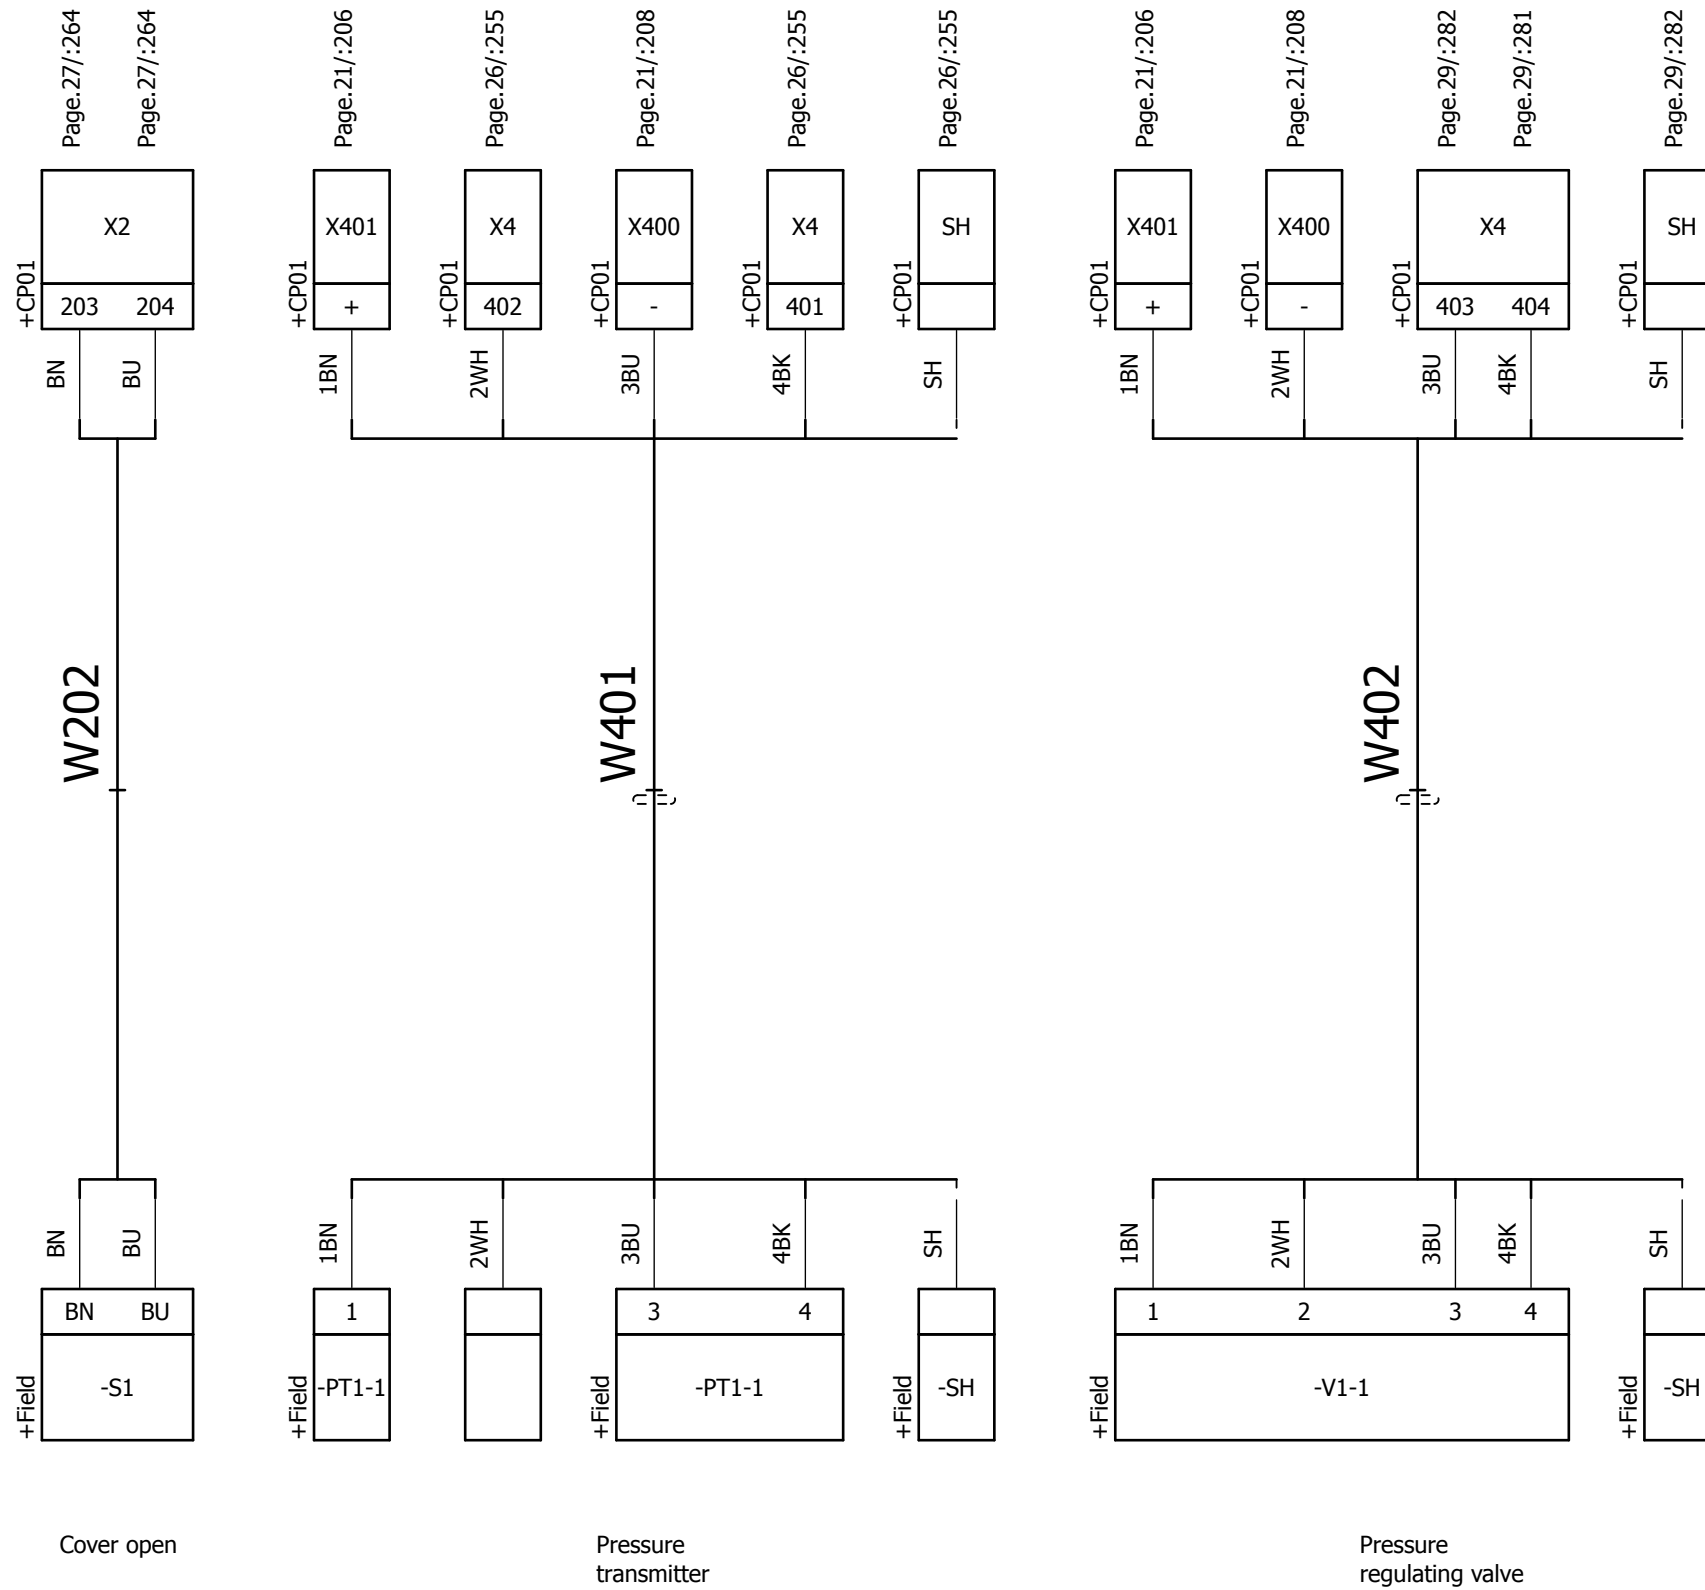 Page.27/:264 Page.27/:264 Page.21/:206 Page.26/:255 Page.21/:208 Page.26/:255 Page.26/:255 Page.21/:206 Page.21/:208 Page.29/:282 Page.29/:281 Page.29/:282
X2 X401 X4 X400 X4 SH X401 X400 X4 SH
+CP01 +CP01 +CP01 +CP01 +CP01 +CP01 +CP01 +CP01 +CP01 +CP01
203 204 + 402 - 401 + - 403 404
BN BU 1BN 2WH 3BU 4BK SH 1BN 2WH 3BU 4BK SH
W202 W401 W402
BN BU 1BN 2WH 3BU 4BK SH 1BN 2WH 3BU 4BK SH
BN BU 1 3 4 1 2 3 4
+Field -S1 +Field -PT1-1 +Field -PT1-1 +Field -SH +Field -V1-1 +Field -SH
Cover open
Pressure
transmitter
Pressure
regulating valve